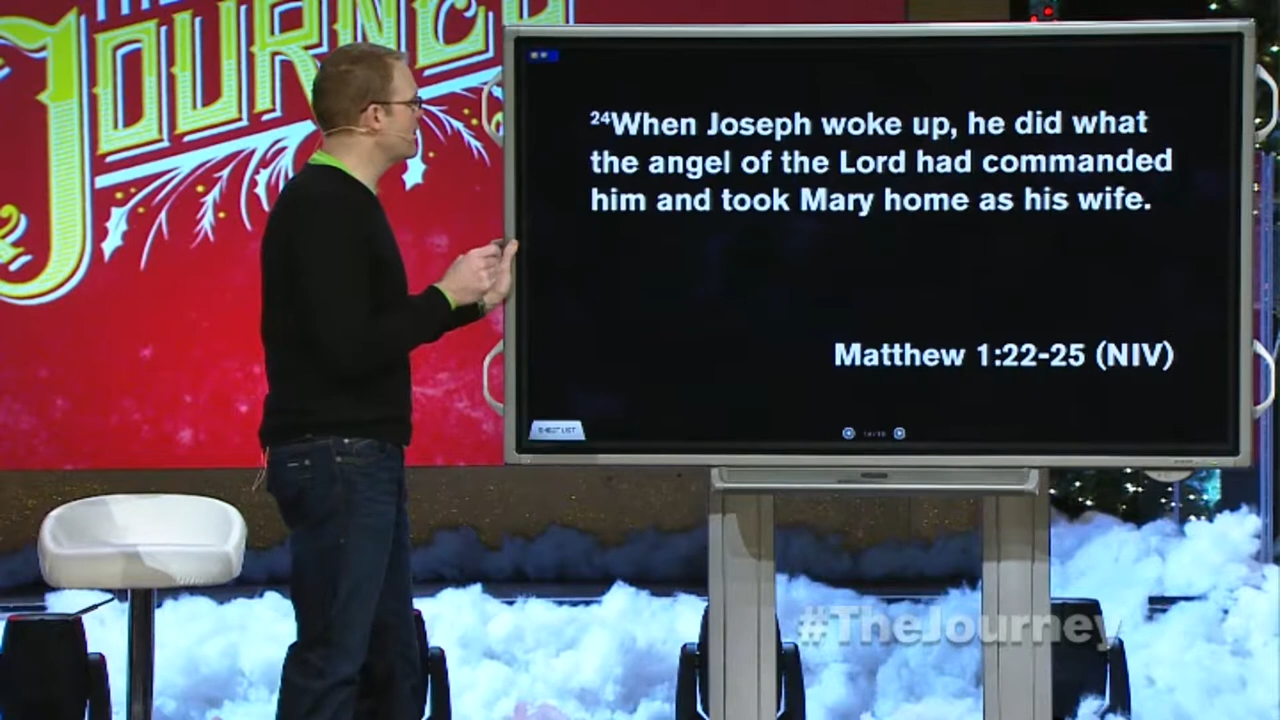 JOURNEY
24When Joseph woke up, he did what
the angel of the Lord had commanded
him and took Mary home as his wife.
Matthew 1:22-25 (NIV)
#TheJourney